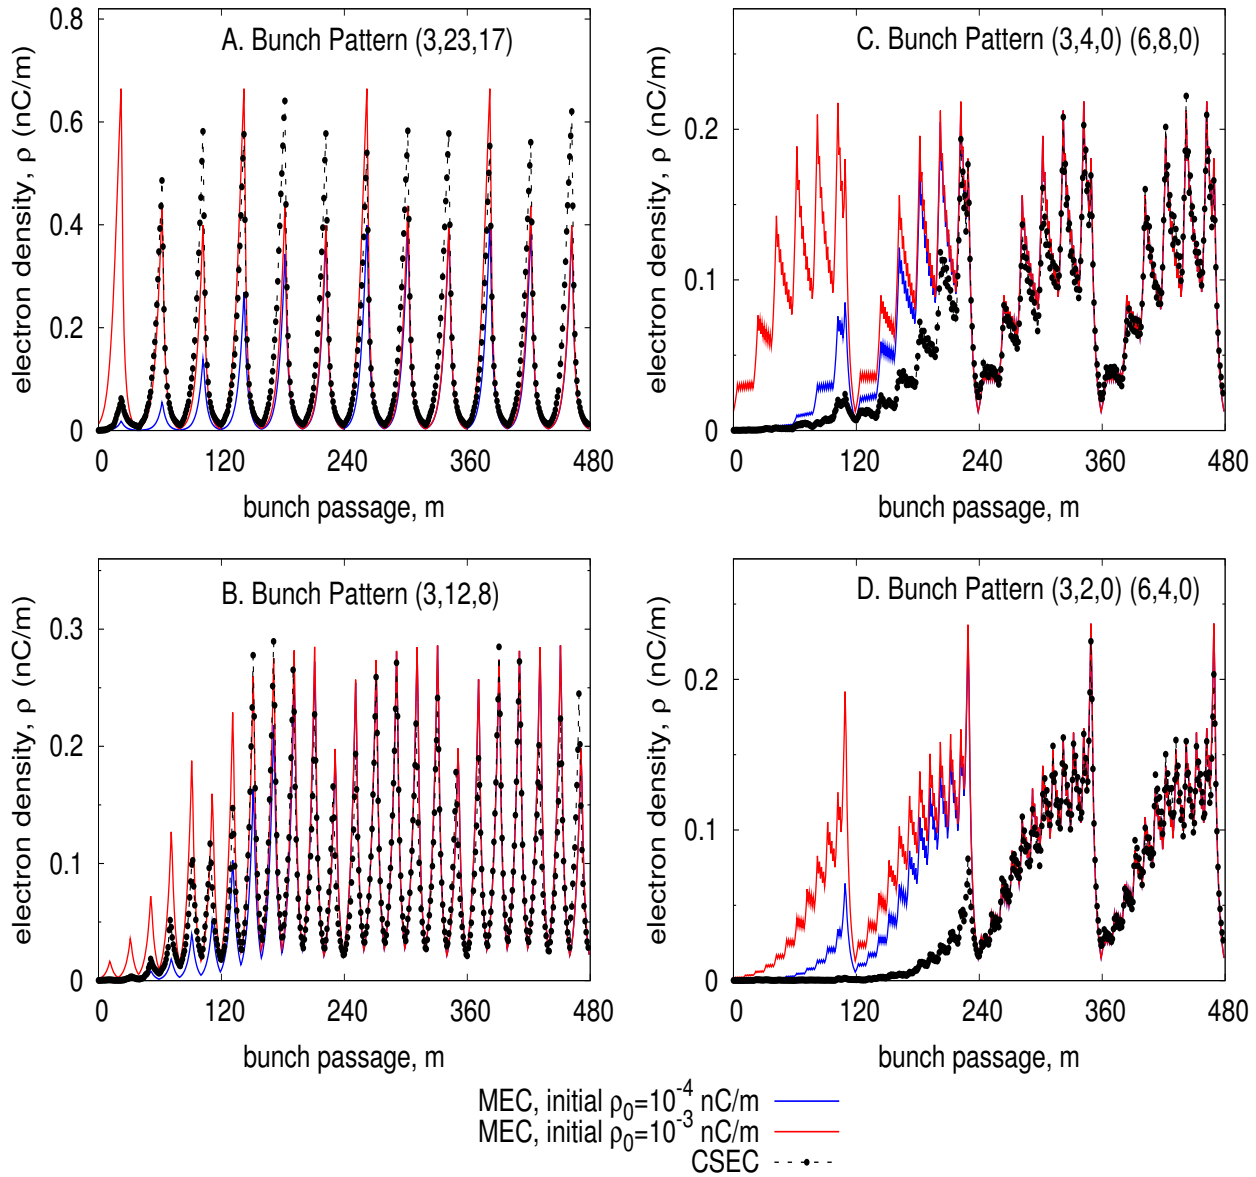 A. Bunch Pattern (3,23,17)
electron density, ρ (nC/m)
0.8
0.6
0.4
0.2
0
0 120 240 360 480
bunch passage, m
C. Bunch Pattern (3,4,0) (6,8,0)
electron density, ρ (nC/m)
0.2
0.1
0
0 120 240 360 480
bunch passage, m
B. Bunch Pattern (3,12,8)
electron density, ρ (nC/m)
0.3
0.2
0.1
0
0 120 240 360 480
bunch passage, m
D. Bunch Pattern (3,2,0) (6,4,0)
electron density, ρ (nC/m)
0.2
0.1
0
0 120 240 360 480
bunch passage, m
MEC, initial ρ₀=10⁻⁴ nC/m
MEC, initial ρ₀=10⁻³ nC/m
CSEC